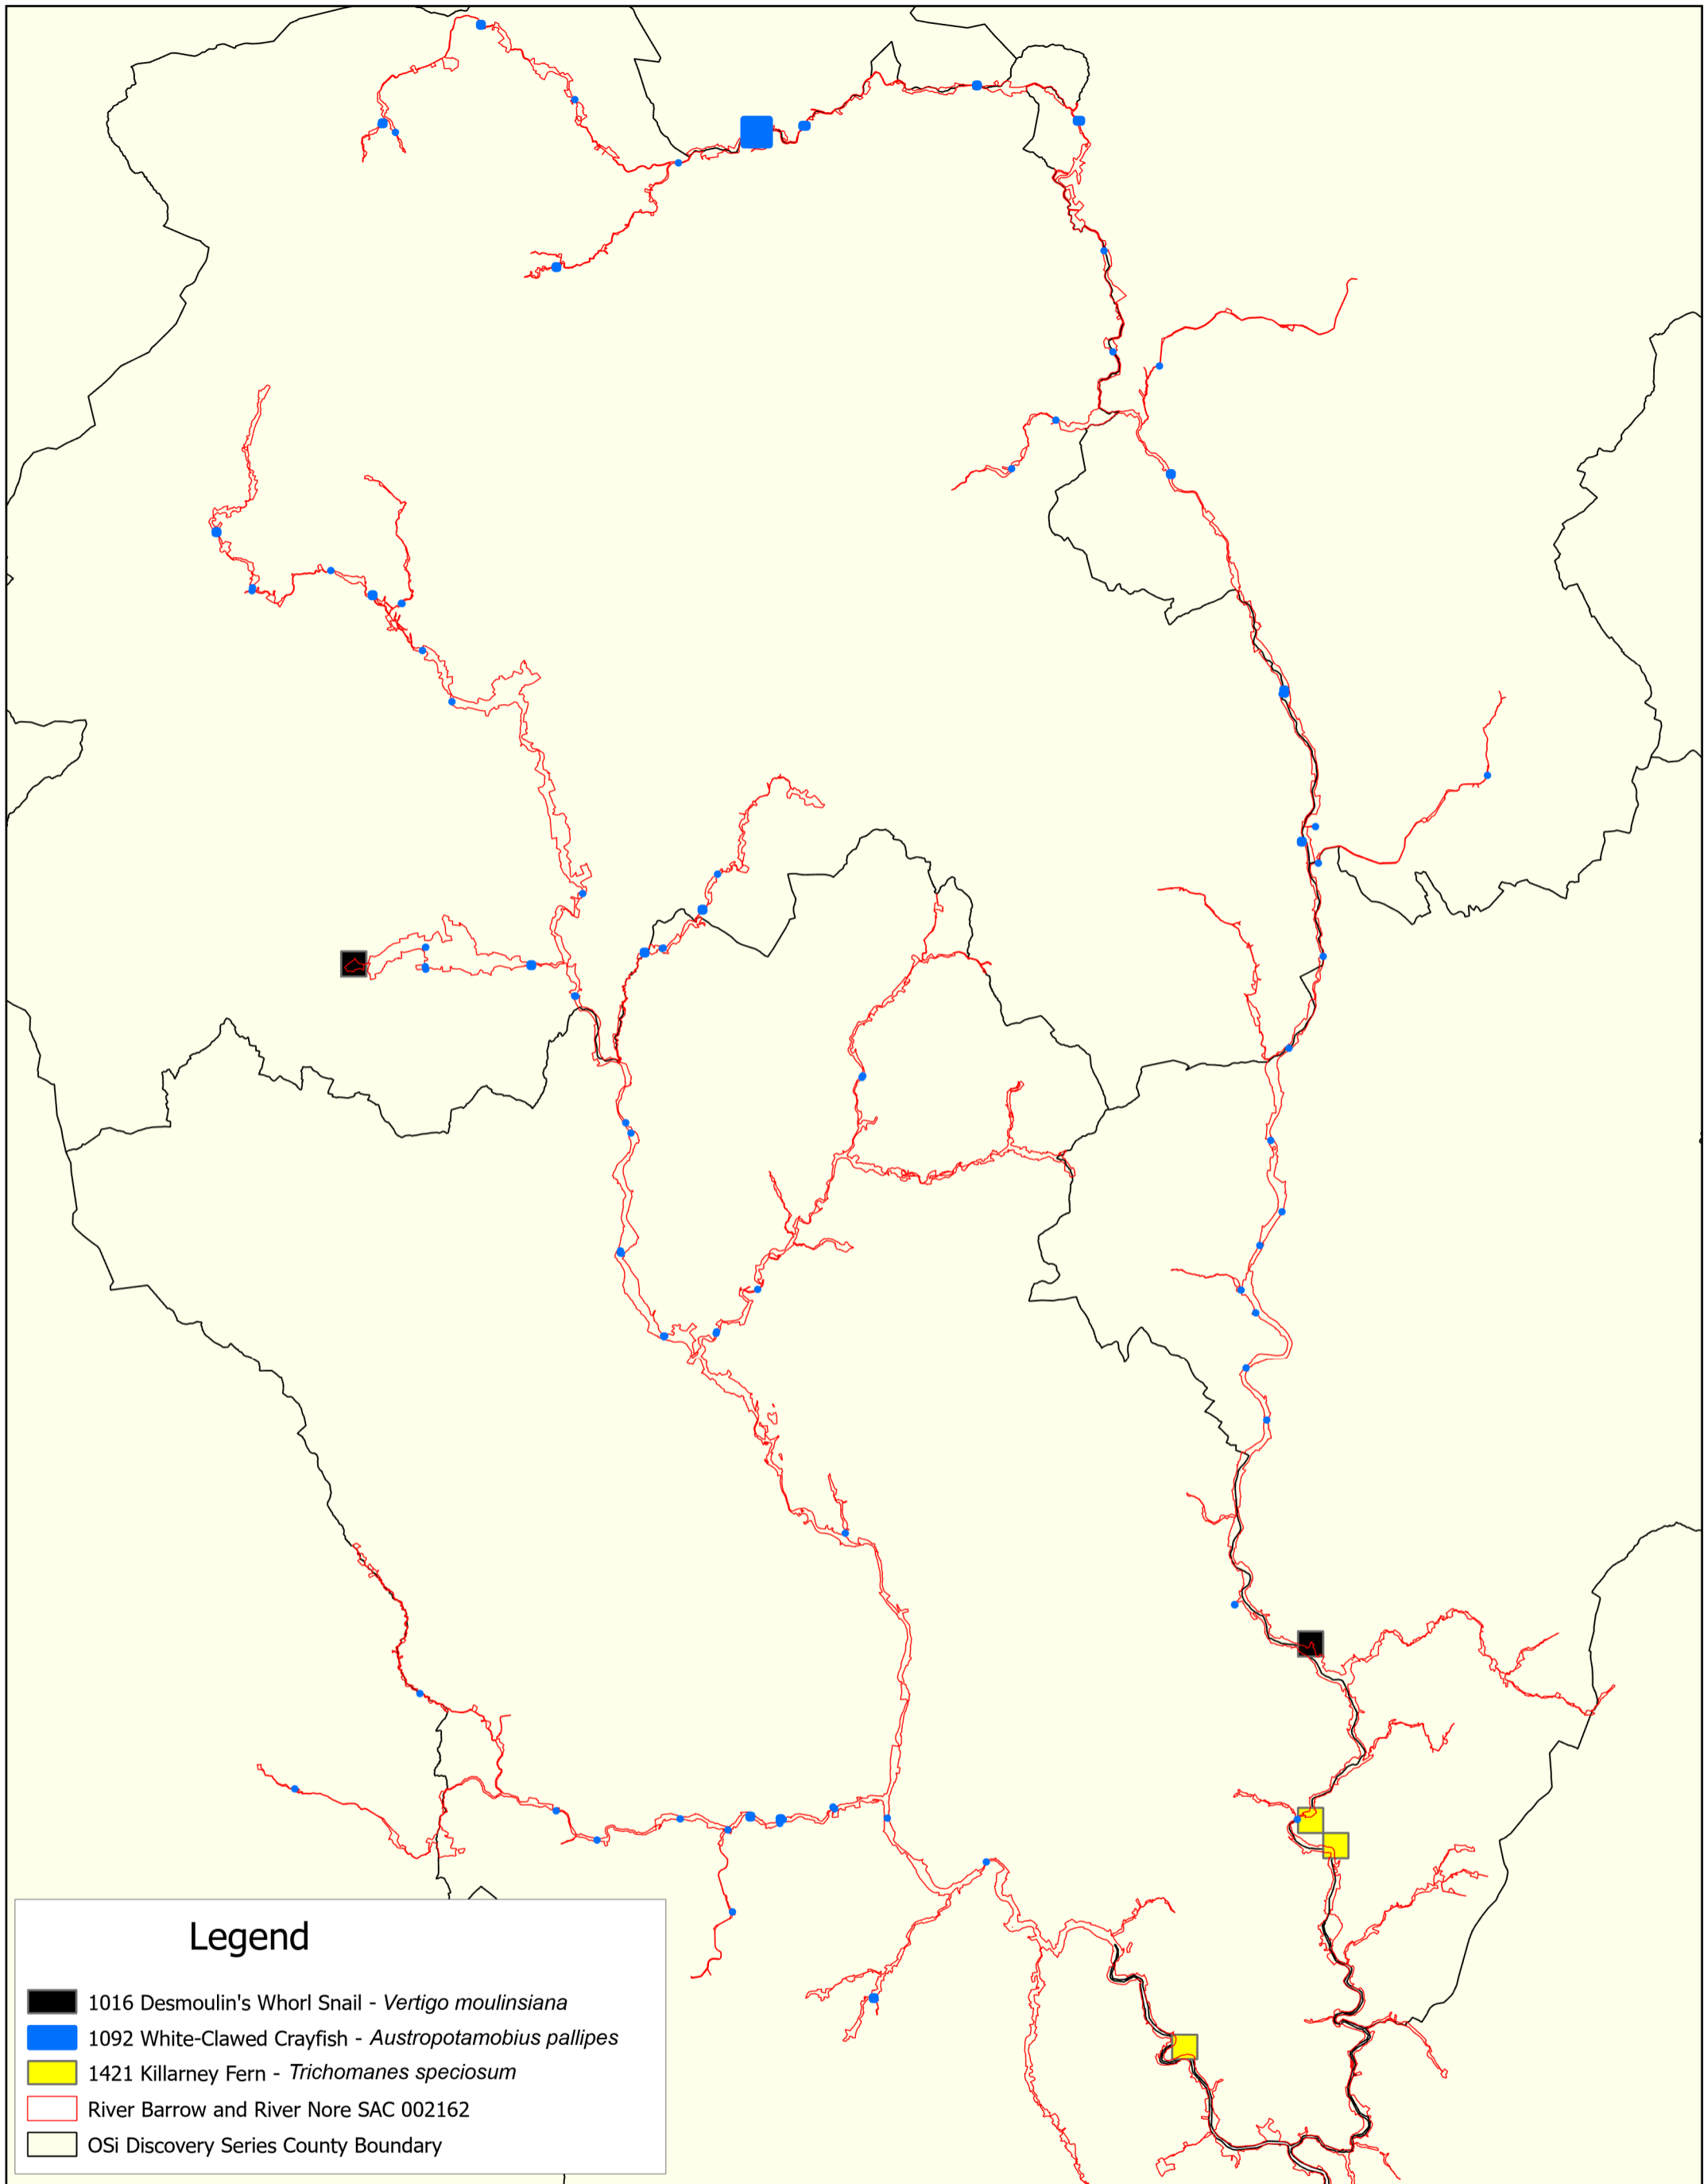 Legend
1016 Desmoulin's Whorl Snail - Vertigo moulinsiana
1092 White-Clawed Crayfish - Austropotamobius pallipes
1421 Killarney Fern - Trichomanes speciosum
River Barrow and River Nore SAC 002162
OSi Discovery Series County Boundary